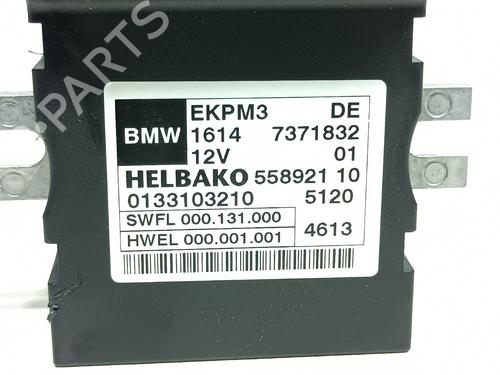 B-PARTS
EKPM3 DE
BMW 1614 7371832
12V 01
HELBAKO 558921 10
0133103210 5120
SWFL 000.131.000
HWEL 000.001.001 4613